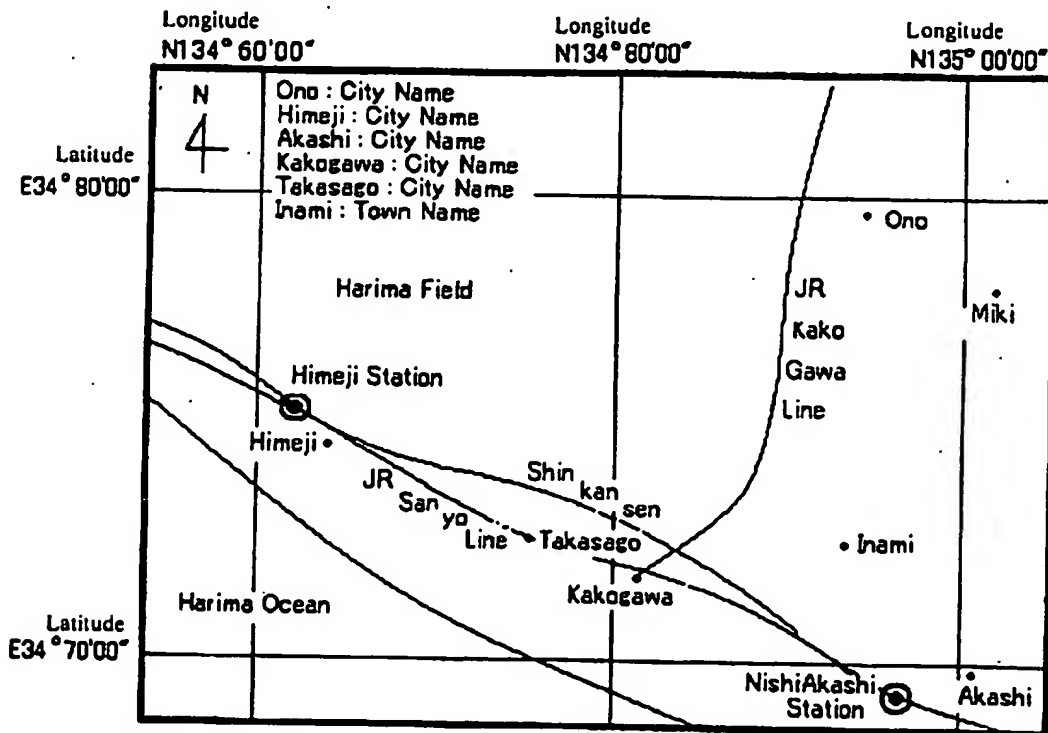 Longitude
N134° 60'00"
Longitude
N134° 80'00"
Longitude
N135° 00'00"
N
Ono : City Name
Himeji : City Name
Akashi : City Name
Kakogawa : City Name
Takasago : City Name
Inami : Town Name
Latitude
E34° 80'00"
Ono
Harima Field
JR
Kako
Gawa
Line
Miki
Himeji Station
Himeji
JR
San
yo
Line
Shin
kan
sen
Takasago
Inami
Kakogawa
Harima Ocean
Latitude
E34° 70'00"
NishiAkashi
Station
Akashi